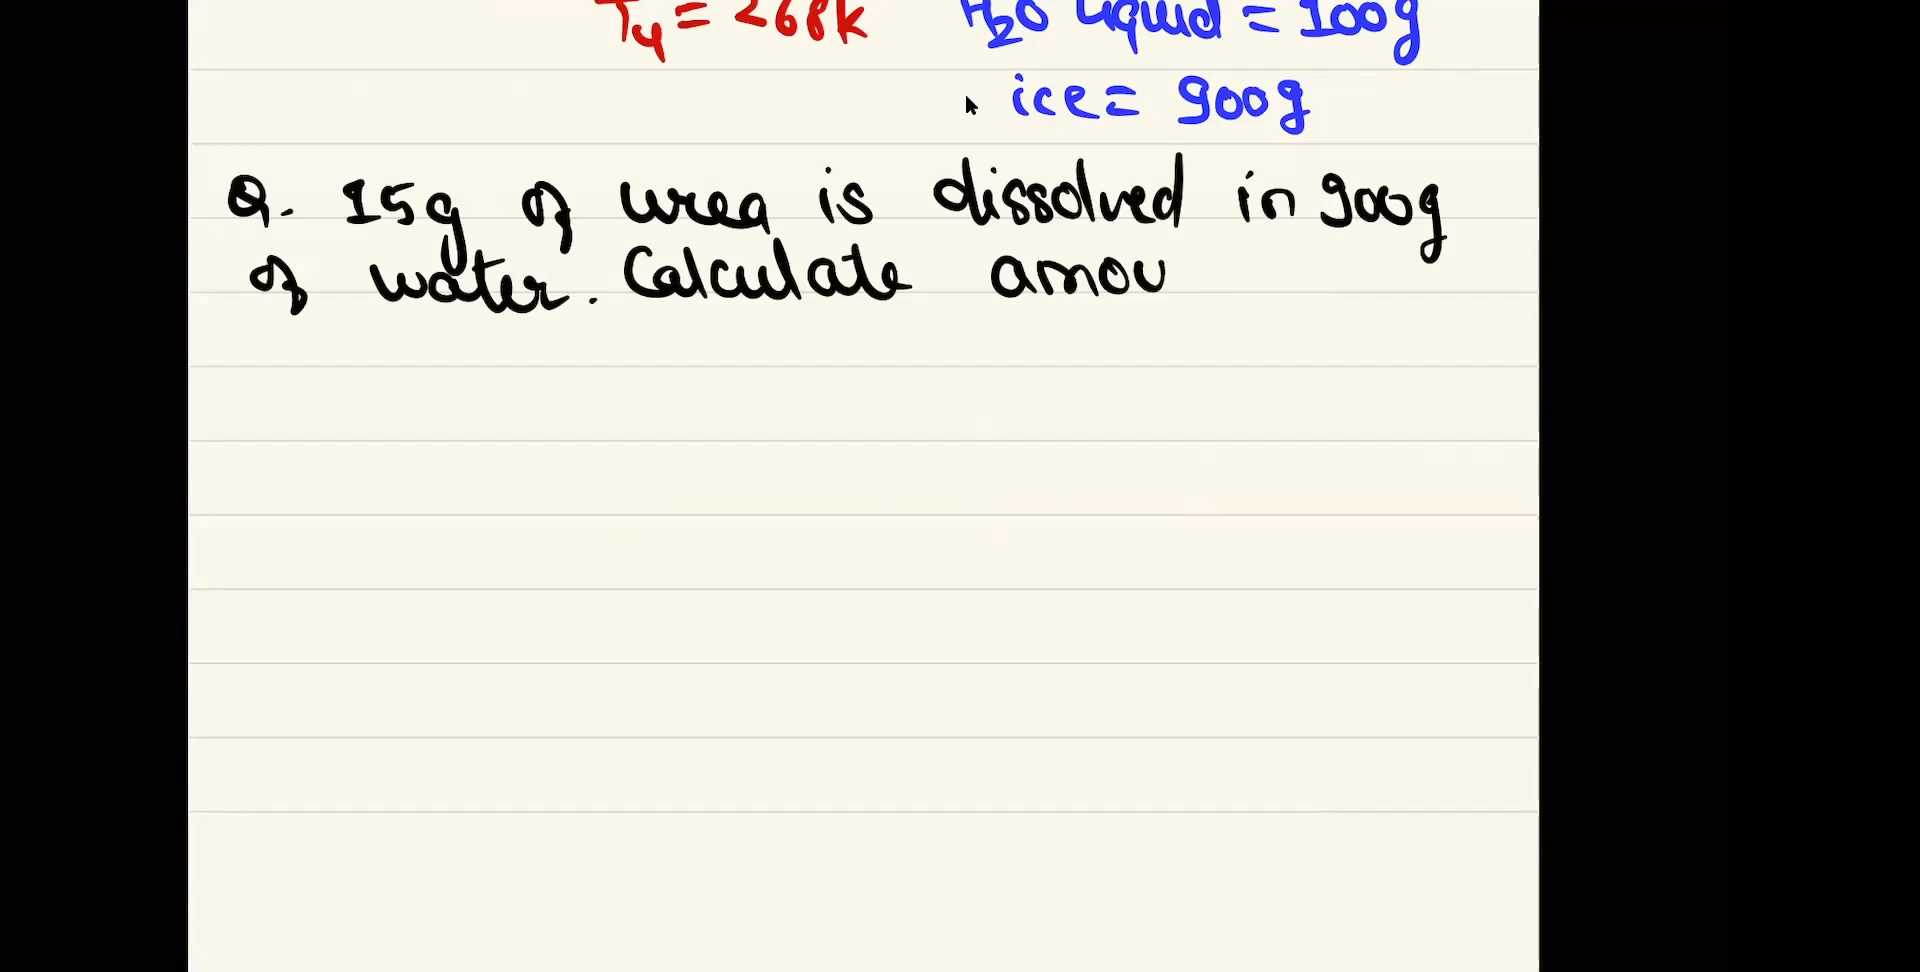 T4 = 268k H2O Liquid = 100g
ice = 900g
Q. 15g of urea is dissolved in 900g
of water. Calculate amou